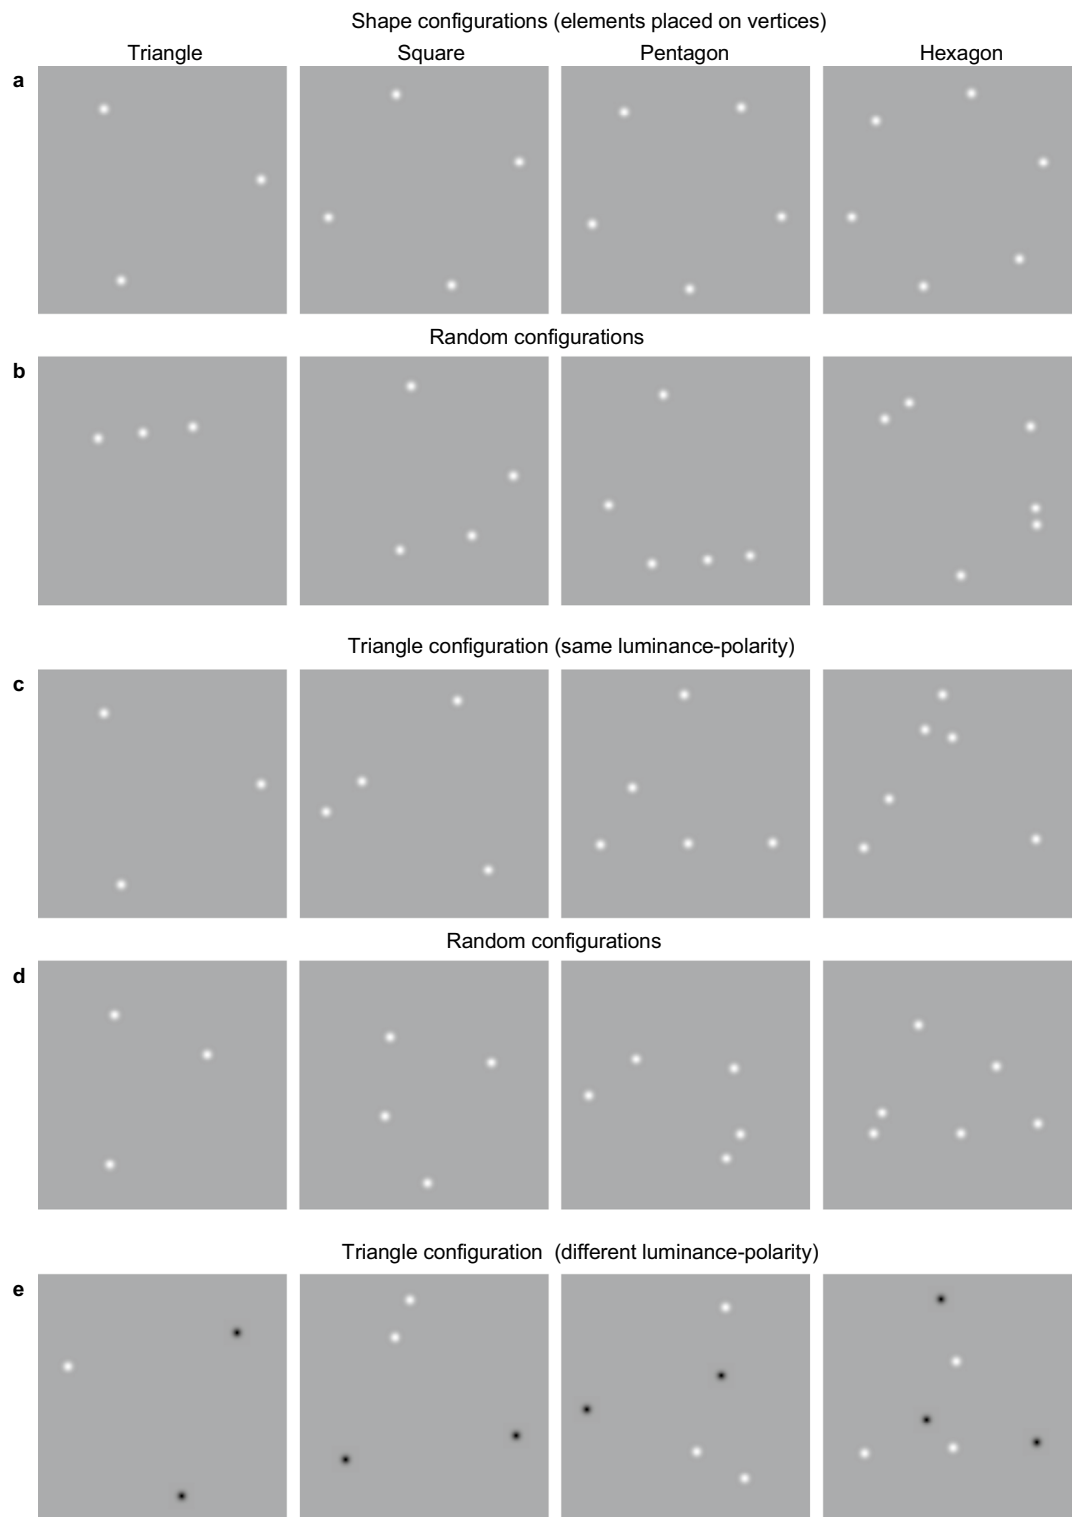 Shape configurations (elements placed on vertices)
Triangle Square Pentagon Hexagon
a
Random configurations
b
Triangle configuration (same luminance-polarity)
c
Random configurations
d
Triangle configuration (different luminance-polarity)
e